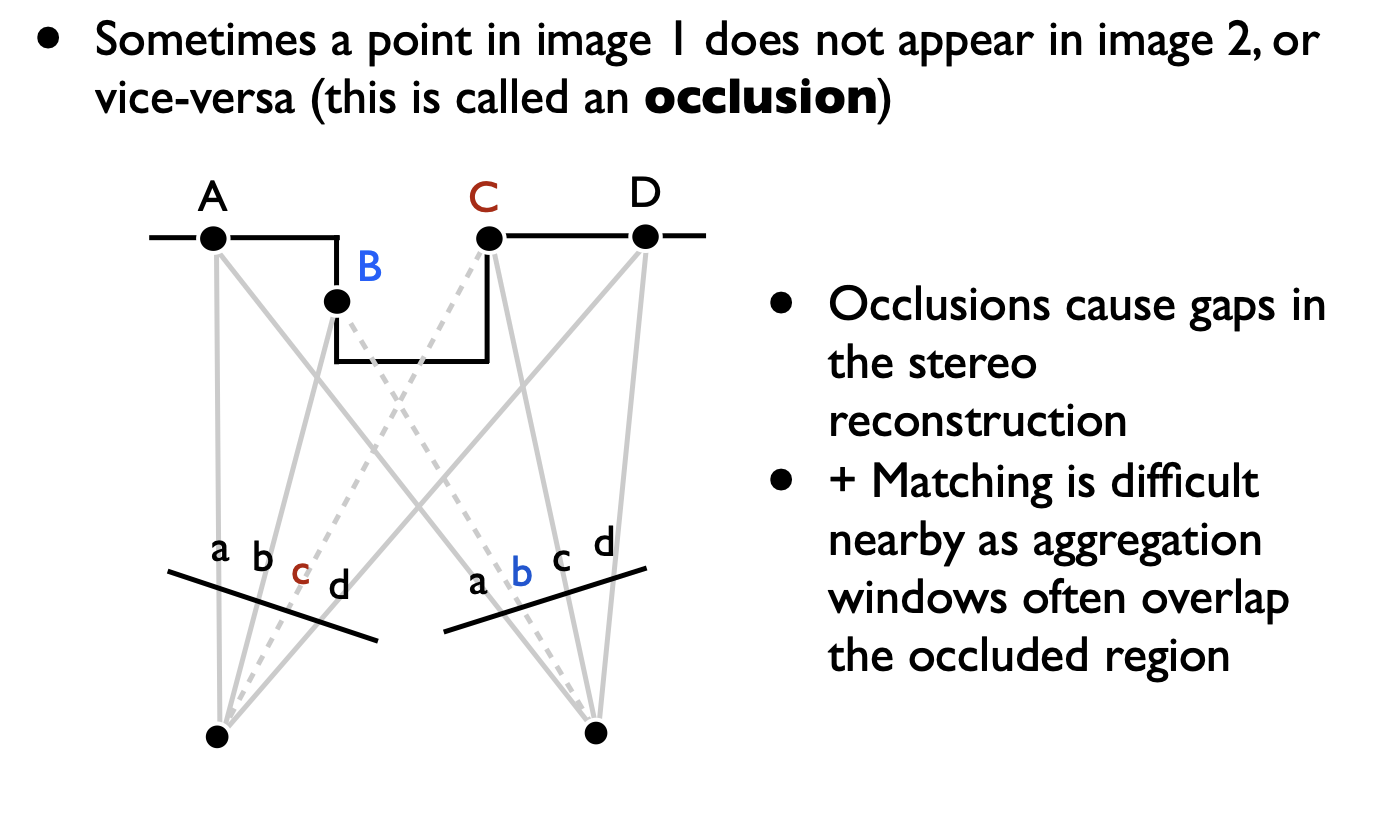 • Sometimes a point in image 1 does not appear in image 2, or
vice-versa (this is called an occlusion)
A
C
D
B
• Occlusions cause gaps in
the stereo
reconstruction
• + Matching is difficult
nearby as aggregation
windows often overlap
the occluded region
a b c d
a b c d